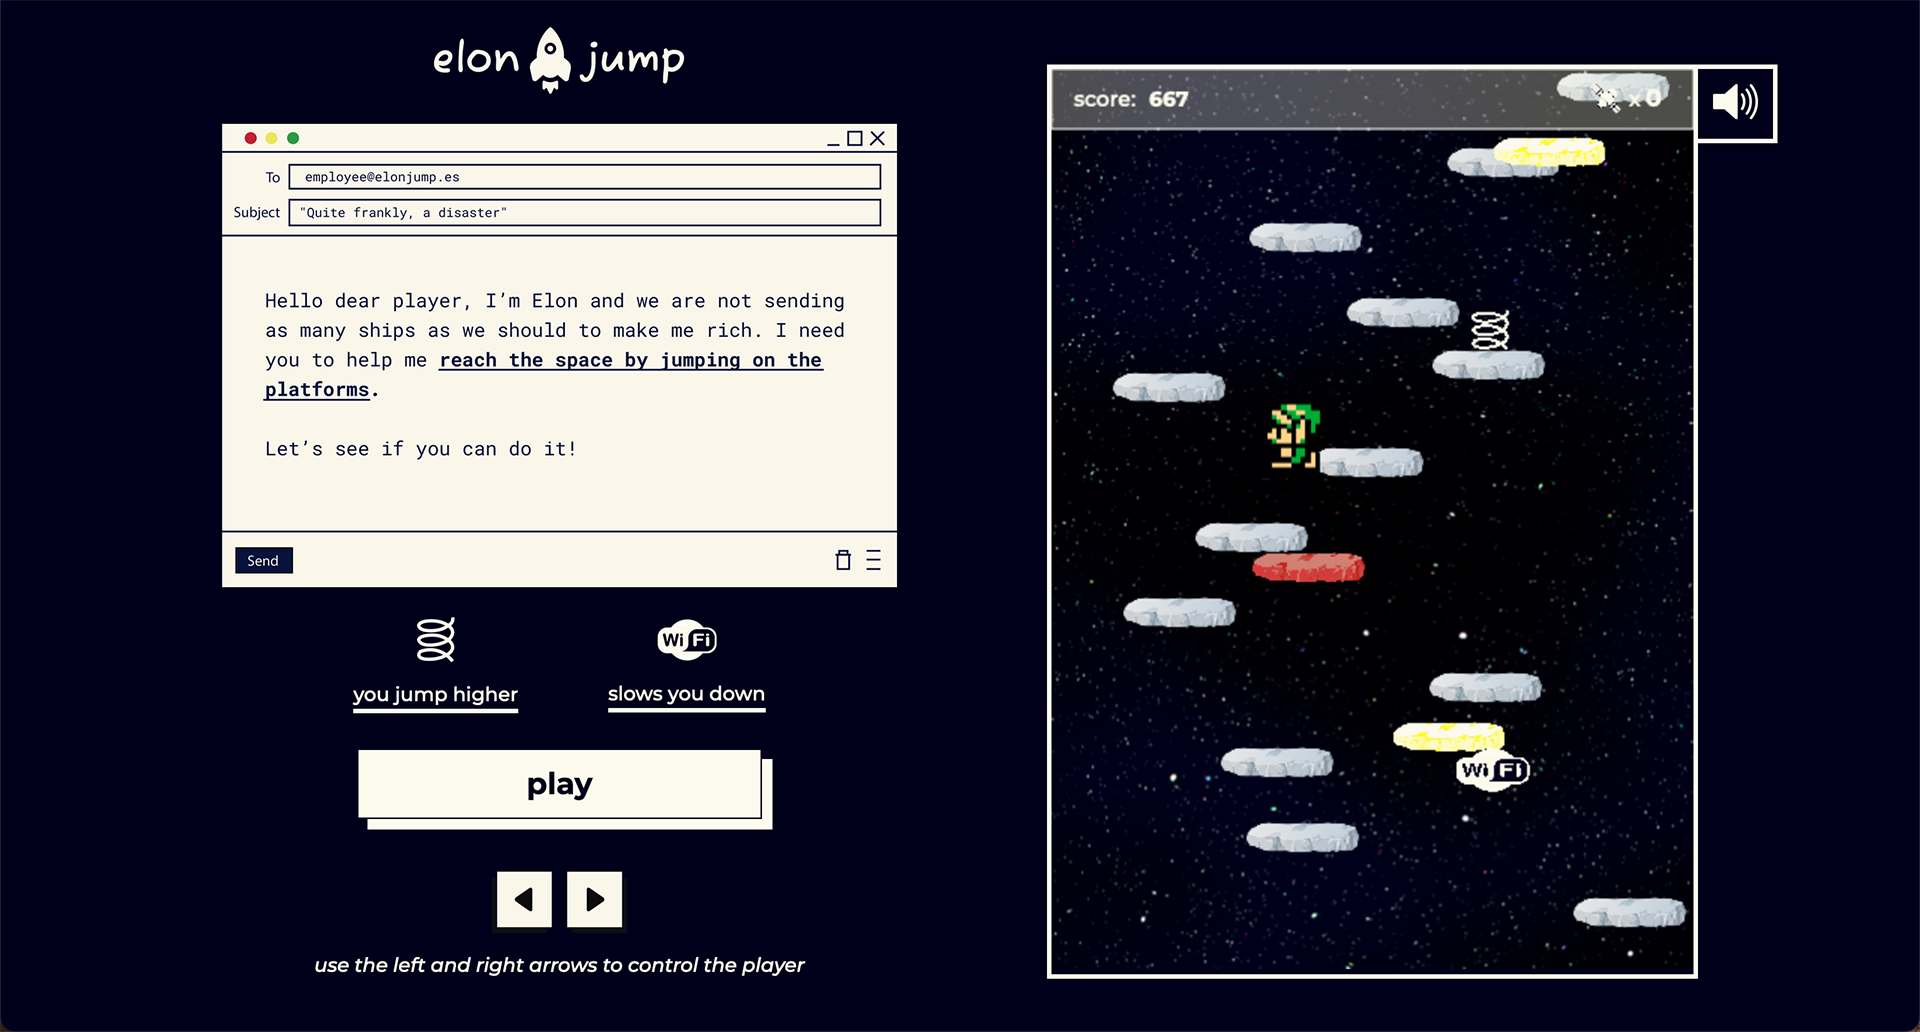 elon jump
To employee@elonjump.es
Subject "Quite frankly, a disaster"
Hello dear player, I’m Elon and we are not sending
as many ships as we should to make me rich. I need
you to help me reach the space by jumping on the
platforms.
Let’s see if you can do it!
Send
Wi Fi
you jump higher
slows you down
play
use the left and right arrows to control the player
score: 667
x 0
Wi Fi